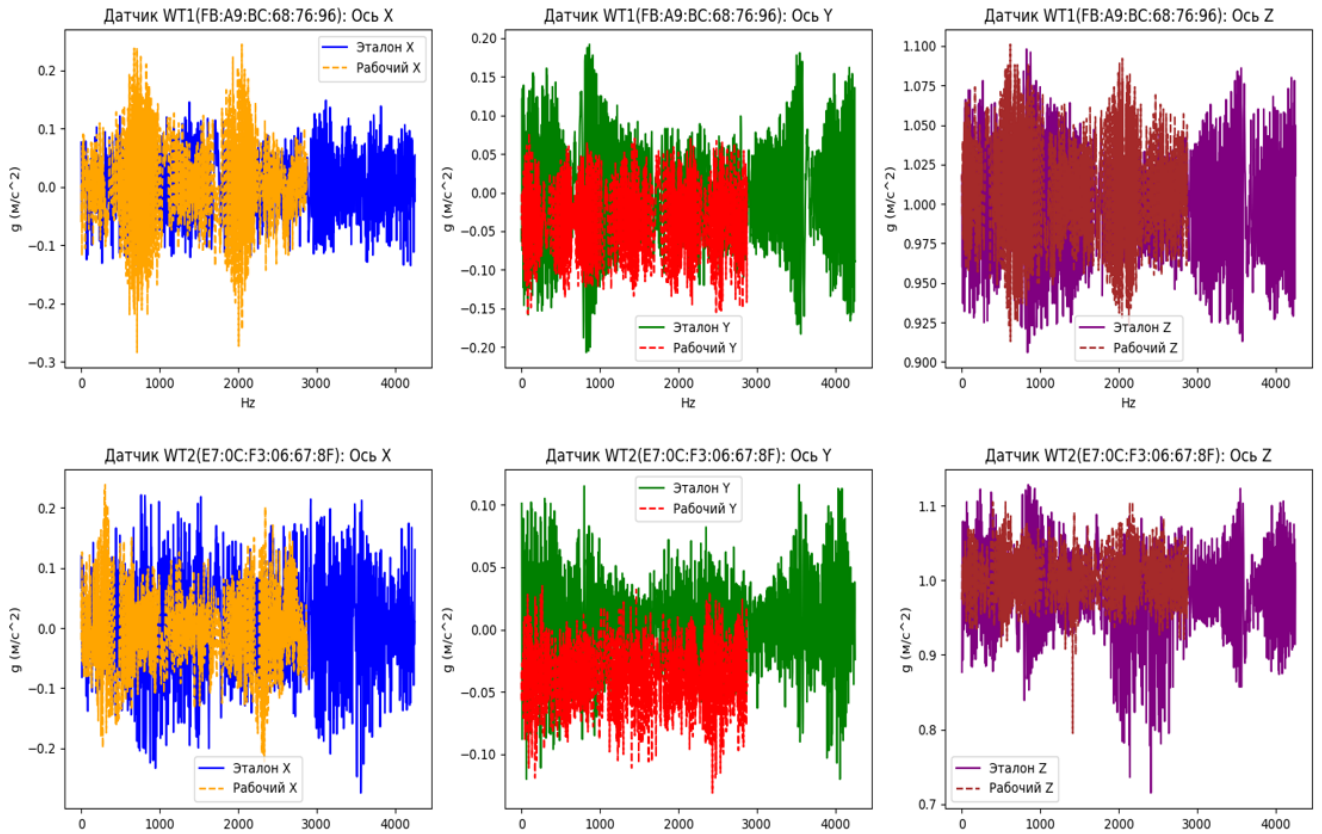 Датчик WT1(FB:A9:BC:68:76:96): Ось X
g (м/с^2)
0.2
0.1
0.0
−0.1
−0.2
−0.3
Эталон X
Рабочий X
0 1000 2000 3000 4000
Hz
Датчик WT1(FB:A9:BC:68:76:96): Ось Y
g (м/с^2)
0.20
0.15
0.10
0.05
0.00
−0.05
−0.10
−0.15
−0.20
Эталон Y
Рабочий Y
0 1000 2000 3000 4000
Hz
Датчик WT1(FB:A9:BC:68:76:96): Ось Z
g (м/с^2)
1.100
1.075
1.050
1.025
1.000
0.975
0.950
0.925
0.900
Эталон Z
Рабочий Z
0 1000 2000 3000 4000
Hz
Датчик WT2(E7:0C:F3:06:67:8F): Ось X
g (м/с^2)
0.2
0.1
0.0
−0.1
−0.2
Эталон X
Рабочий X
0 1000 2000 3000 4000
Датчик WT2(E7:0C:F3:06:67:8F): Ось Y
g (м/с^2)
0.10
0.05
0.00
−0.05
−0.10
Эталон Y
Рабочий Y
0 1000 2000 3000 4000
Датчик WT2(E7:0C:F3:06:67:8F): Ось Z
g (м/с^2)
1.1
1.0
0.9
0.8
0.7
Эталон Z
Рабочий Z
0 1000 2000 3000 4000